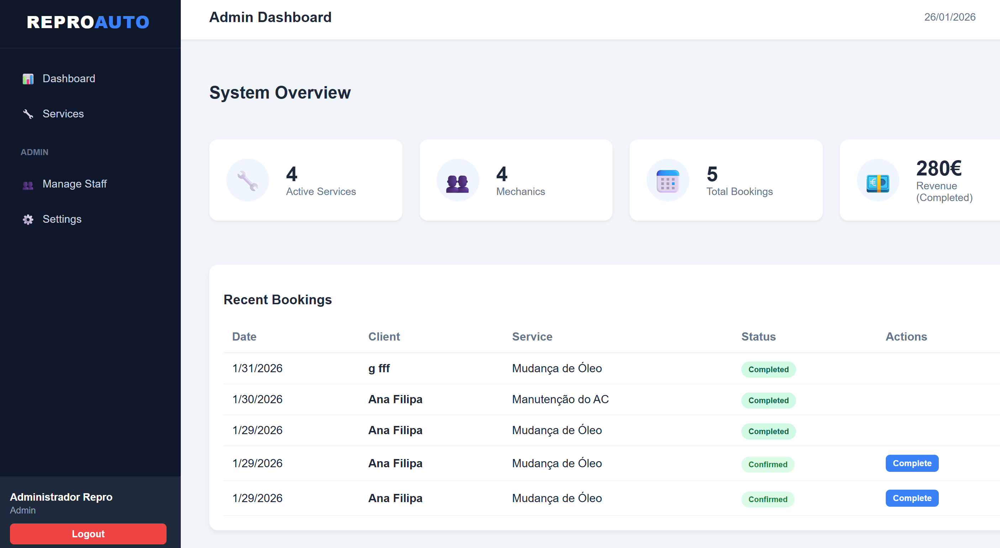 REPROAUTO
Dashboard
Services
ADMIN
Manage Staff
Settings
Administrador Repro
Admin
Logout
Admin Dashboard
26/01/2026
System Overview
4
Active Services
4
Mechanics
5
Total Bookings
280€
Revenue
(Completed)
Recent Bookings
Date Client Service Status Actions
1/31/2026 g fff Mudança de Óleo Completed
1/30/2026 Ana Filipa Manutenção do AC Completed
1/29/2026 Ana Filipa Mudança de Óleo Completed
1/29/2026 Ana Filipa Mudança de Óleo Confirmed Complete
1/29/2026 Ana Filipa Mudança de Óleo Confirmed Complete